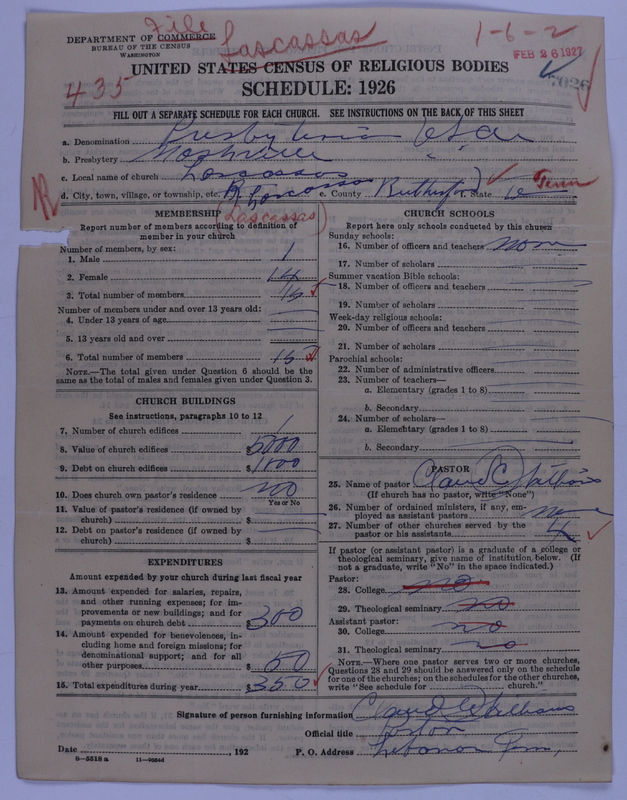 File
Lascassas
1-6-2
DEPARTMENT OF COMMERCE
BUREAU OF THE CENSUS
WASHINGTON
FEB 26 1927
7026
435
UNITED STATES CENSUS OF RELIGIOUS BODIES
SCHEDULE: 1926
FILL OUT A SEPARATE SCHEDULE FOR EACH CHURCH. SEE INSTRUCTIONS ON THE BACK OF THIS SHEET
a. Denomination Presbyterian U S A
b. Presbytery Nashville
c. Local name of church Lascassas
d. City, town, village, or township, etc. Lascassas e. County Rutherford f. State Tenn
(Lascassas)
MEMBERSHIP
Report number of members according to definition of
member in your church
Number of members, by sex:
1. Male 1
2. Female 14
3. Total number of members 15
Number of members under and over 13 years old:
4. Under 13 years of age
5. 13 years old and over
6. Total number of members 15
NOTE.—The total given under Question 6 should be
same as the total of males and females given under Question 3.
CHURCH BUILDINGS
See instructions, paragraphs 10 to 12
7. Number of church edifices 1
8. Value of church edifices $5000
9. Debt on church edifices $1800
10. Does church own pastor's residence no
Yes or No
11. Value of pastor's residence (if owned by
church) $
12. Debt on pastor's residence (if owned by
church) $
EXPENDITURES
Amount expended by your church during last fiscal year
13. Amount expended for salaries, repairs,
and other running expenses; for im-
provements or new buildings; and for
payments on church debt $300
14. Amount expended for benevolences, in-
cluding home and foreign missions; for
denominational support; and for all
other purposes $50
15. Total expenditures during year $350
CHURCH SCHOOLS
Report here only schools conducted by this church
Sunday schools:
16. Number of officers and teachers none
17. Number of scholars
Summer vacation Bible schools:
18. Number of officers and teachers
19. Number of scholars
Week-day religious schools:
20. Number of officers and teachers
21. Number of scholars
Parochial schools:
22. Number of administrative officers
23. Number of teachers—
a. Elementary (grades 1 to 8)
b. Secondary
24. Number of scholars—
a. Elementary (grades 1 to 8)
b. Secondary
PASTOR
25. Name of pastor Claud C
(If church has no pastor, write "None")
26. Number of ordained ministers, if any, em-
ployed as assistant pastors none
27. Number of other churches served by the
pastor or his assistants 4
If pastor (or assistant pastor) is a graduate of a college or
theological seminary, give name of institution below. (If
not a graduate, write "No" in the space indicated.)
Pastor:
28. College no
29. Theological seminary no
Assistant pastor:
30. College no
31. Theological seminary no
NOTE.—Where one pastor serves two or more churches,
Questions 28 and 29 should be answered only on the schedule
for one of the churches; on the schedules for the other churches,
write "See schedule for church."
Signature of person furnishing information Claud C
Official title Pastor
Date , 192 P. O. Address Lebanon Tenn,
8—5318 a